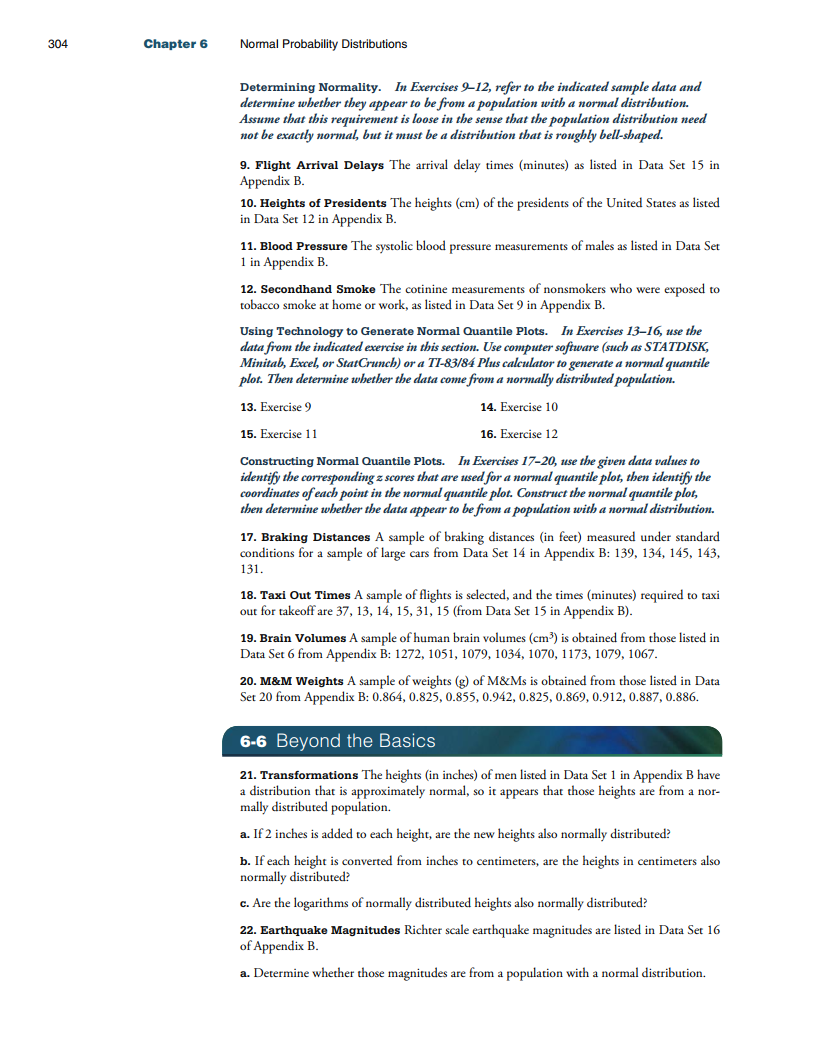 304 Chapter 6 Normal Probability Distributions
Determining Normality. In Exercises 9–12, refer to the indicated sample data and
determine whether they appear to be from a population with a normal distribution.
Assume that this requirement is loose in the sense that the population distribution need
not be exactly normal, but it must be a distribution that is roughly bell-shaped.
9. Flight Arrival Delays The arrival delay times (minutes) as listed in Data Set 15 in
Appendix B.
10. Heights of Presidents The heights (cm) of the presidents of the United States as listed
in Data Set 12 in Appendix B.
11. Blood Pressure The systolic blood pressure measurements of males as listed in Data Set
1 in Appendix B.
12. Secondhand Smoke The cotinine measurements of nonsmokers who were exposed to
tobacco smoke at home or work, as listed in Data Set 9 in Appendix B.
Using Technology to Generate Normal Quantile Plots. In Exercises 13–16, use the
data from the indicated exercise in this section. Use computer software (such as STATDISK,
Minitab, Excel, or StatCrunch) or a TI-83/84 Plus calculator to generate a normal quantile
plot. Then determine whether the data come from a normally distributed population.
13. Exercise 9 14. Exercise 10
15. Exercise 11 16. Exercise 12
Constructing Normal Quantile Plots. In Exercises 17–20, use the given data values to
identify the corresponding z scores that are used for a normal quantile plot, then identify the
coordinates of each point in the normal quantile plot. Construct the normal quantile plot,
then determine whether the data appear to be from a population with a normal distribution.
17. Braking Distances A sample of braking distances (in feet) measured under standard
conditions for a sample of large cars from Data Set 14 in Appendix B: 139, 134, 145, 143,
131.
18. Taxi Out Times A sample of flights is selected, and the times (minutes) required to taxi
out for takeoff are 37, 13, 14, 15, 31, 15 (from Data Set 15 in Appendix B).
19. Brain Volumes A sample of human brain volumes (cm³) is obtained from those listed in
Data Set 6 from Appendix B: 1272, 1051, 1079, 1034, 1070, 1173, 1079, 1067.
20. M&M Weights A sample of weights (g) of M&Ms is obtained from those listed in Data
Set 20 from Appendix B: 0.864, 0.825, 0.855, 0.942, 0.825, 0.869, 0.912, 0.887, 0.886.
6-6 Beyond the Basics
21. Transformations The heights (in inches) of men listed in Data Set 1 in Appendix B have
a distribution that is approximately normal, so it appears that those heights are from a nor-
mally distributed population.
a. If 2 inches is added to each height, are the new heights also normally distributed?
b. If each height is converted from inches to centimeters, are the heights in centimeters also
normally distributed?
c. Are the logarithms of normally distributed heights also normally distributed?
22. Earthquake Magnitudes Richter scale earthquake magnitudes are listed in Data Set 16
of Appendix B.
a. Determine whether those magnitudes are from a population with a normal distribution.